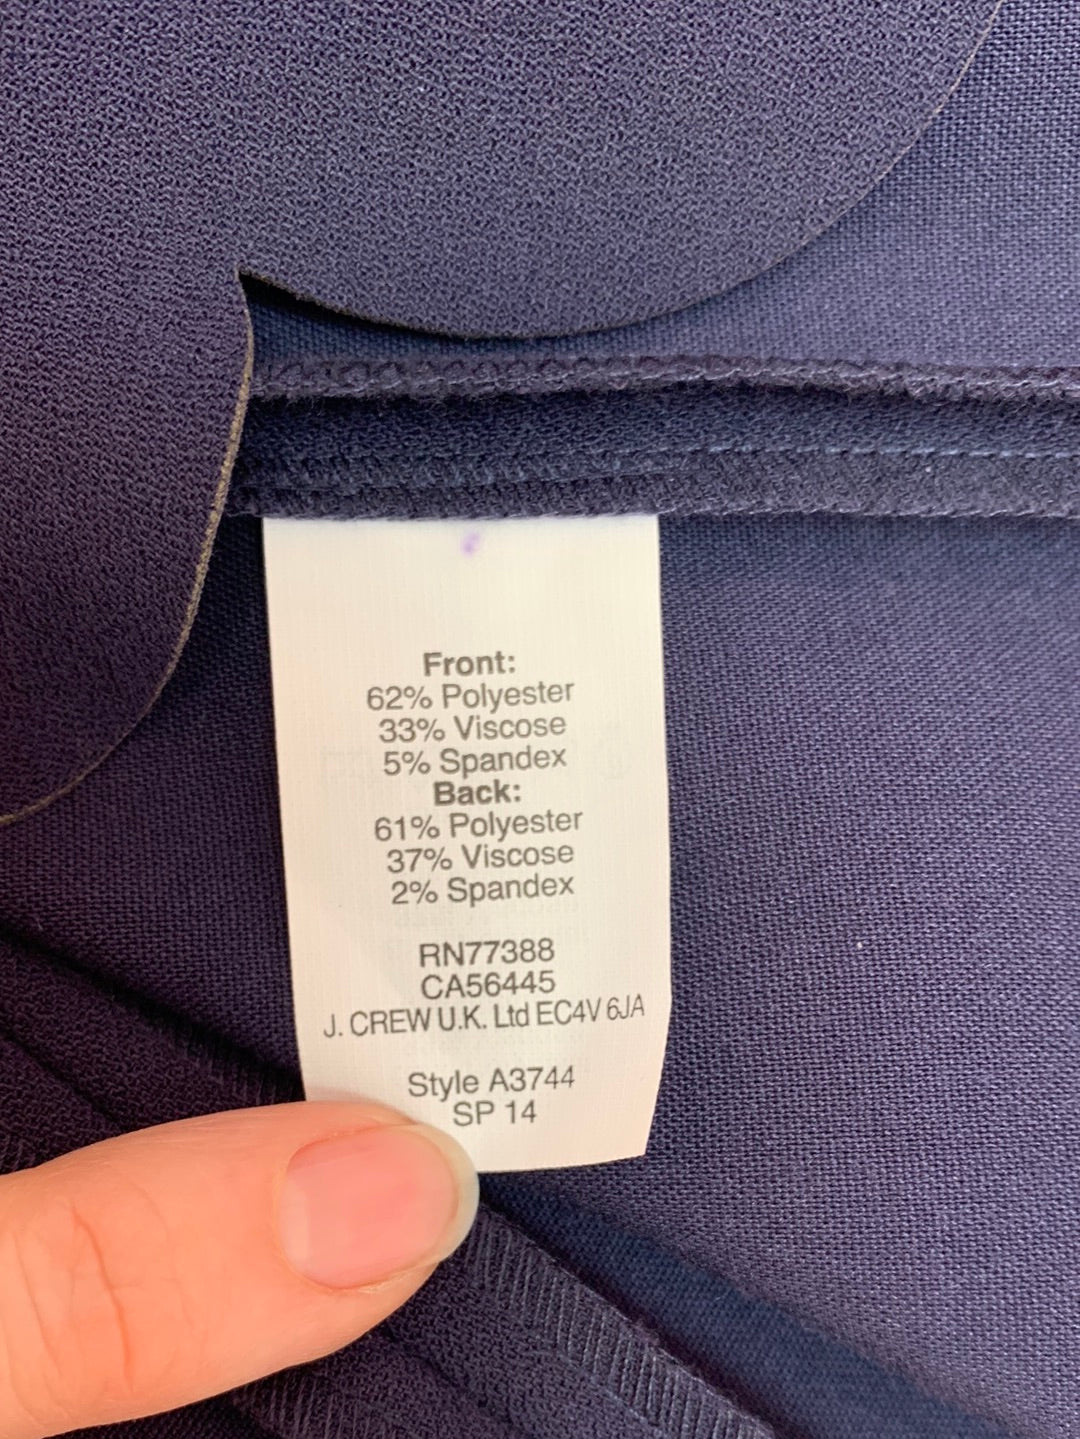 Front:
62% Polyester
33% Viscose
5% Spandex
Back:
61% Polyester
37% Viscose
2% Spandex
RN77388
CA56445
J. CREW U.K. Ltd EC4V 6JA
Style A3744
SP 14